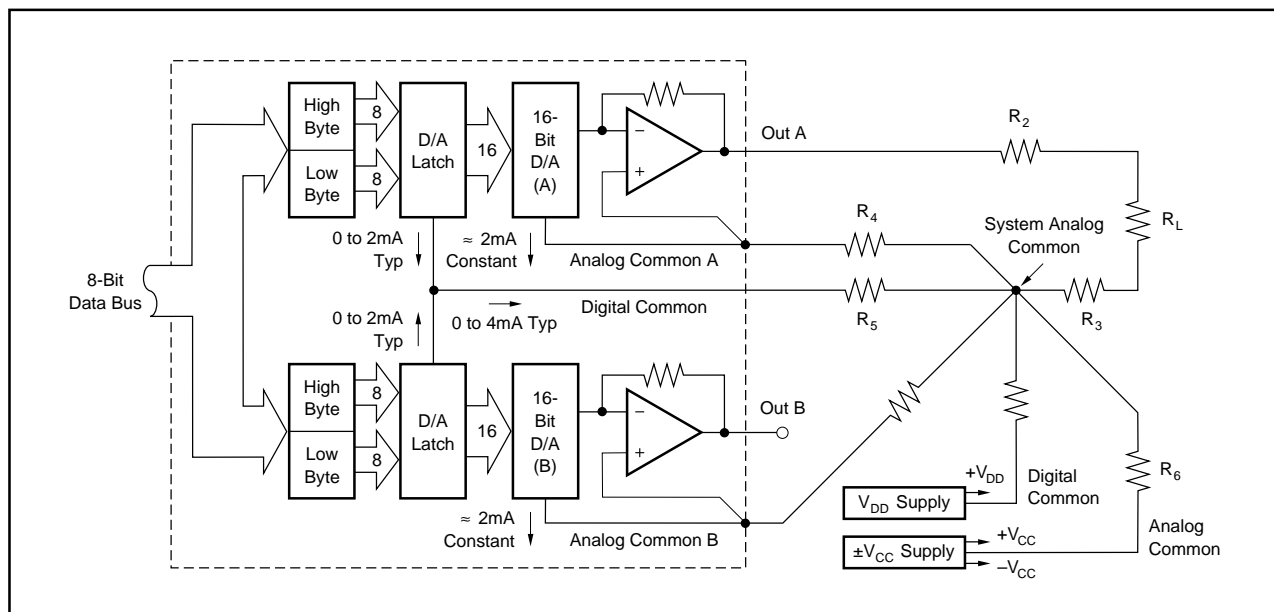 8-Bit
Data Bus
High
Byte
Low
Byte
8
8
D/A
Latch
16
16-
Bit
D/A
(A)
−
+
Out A
R2
RL
R3
R4
System Analog
Common
0 to 2mA
Typ
≈ 2mA
Constant
Analog Common A
Digital Common
R5
0 to 2mA
Typ
0 to 4mA Typ
High
Byte
Low
Byte
8
8
D/A
Latch
16
16-
Bit
D/A
(B)
−
+
Out B
≈ 2mA
Constant
Analog Common B
+VDD
VDD Supply
Digital
Common
R6
±VCC Supply
+VCC
–VCC
Analog
Common